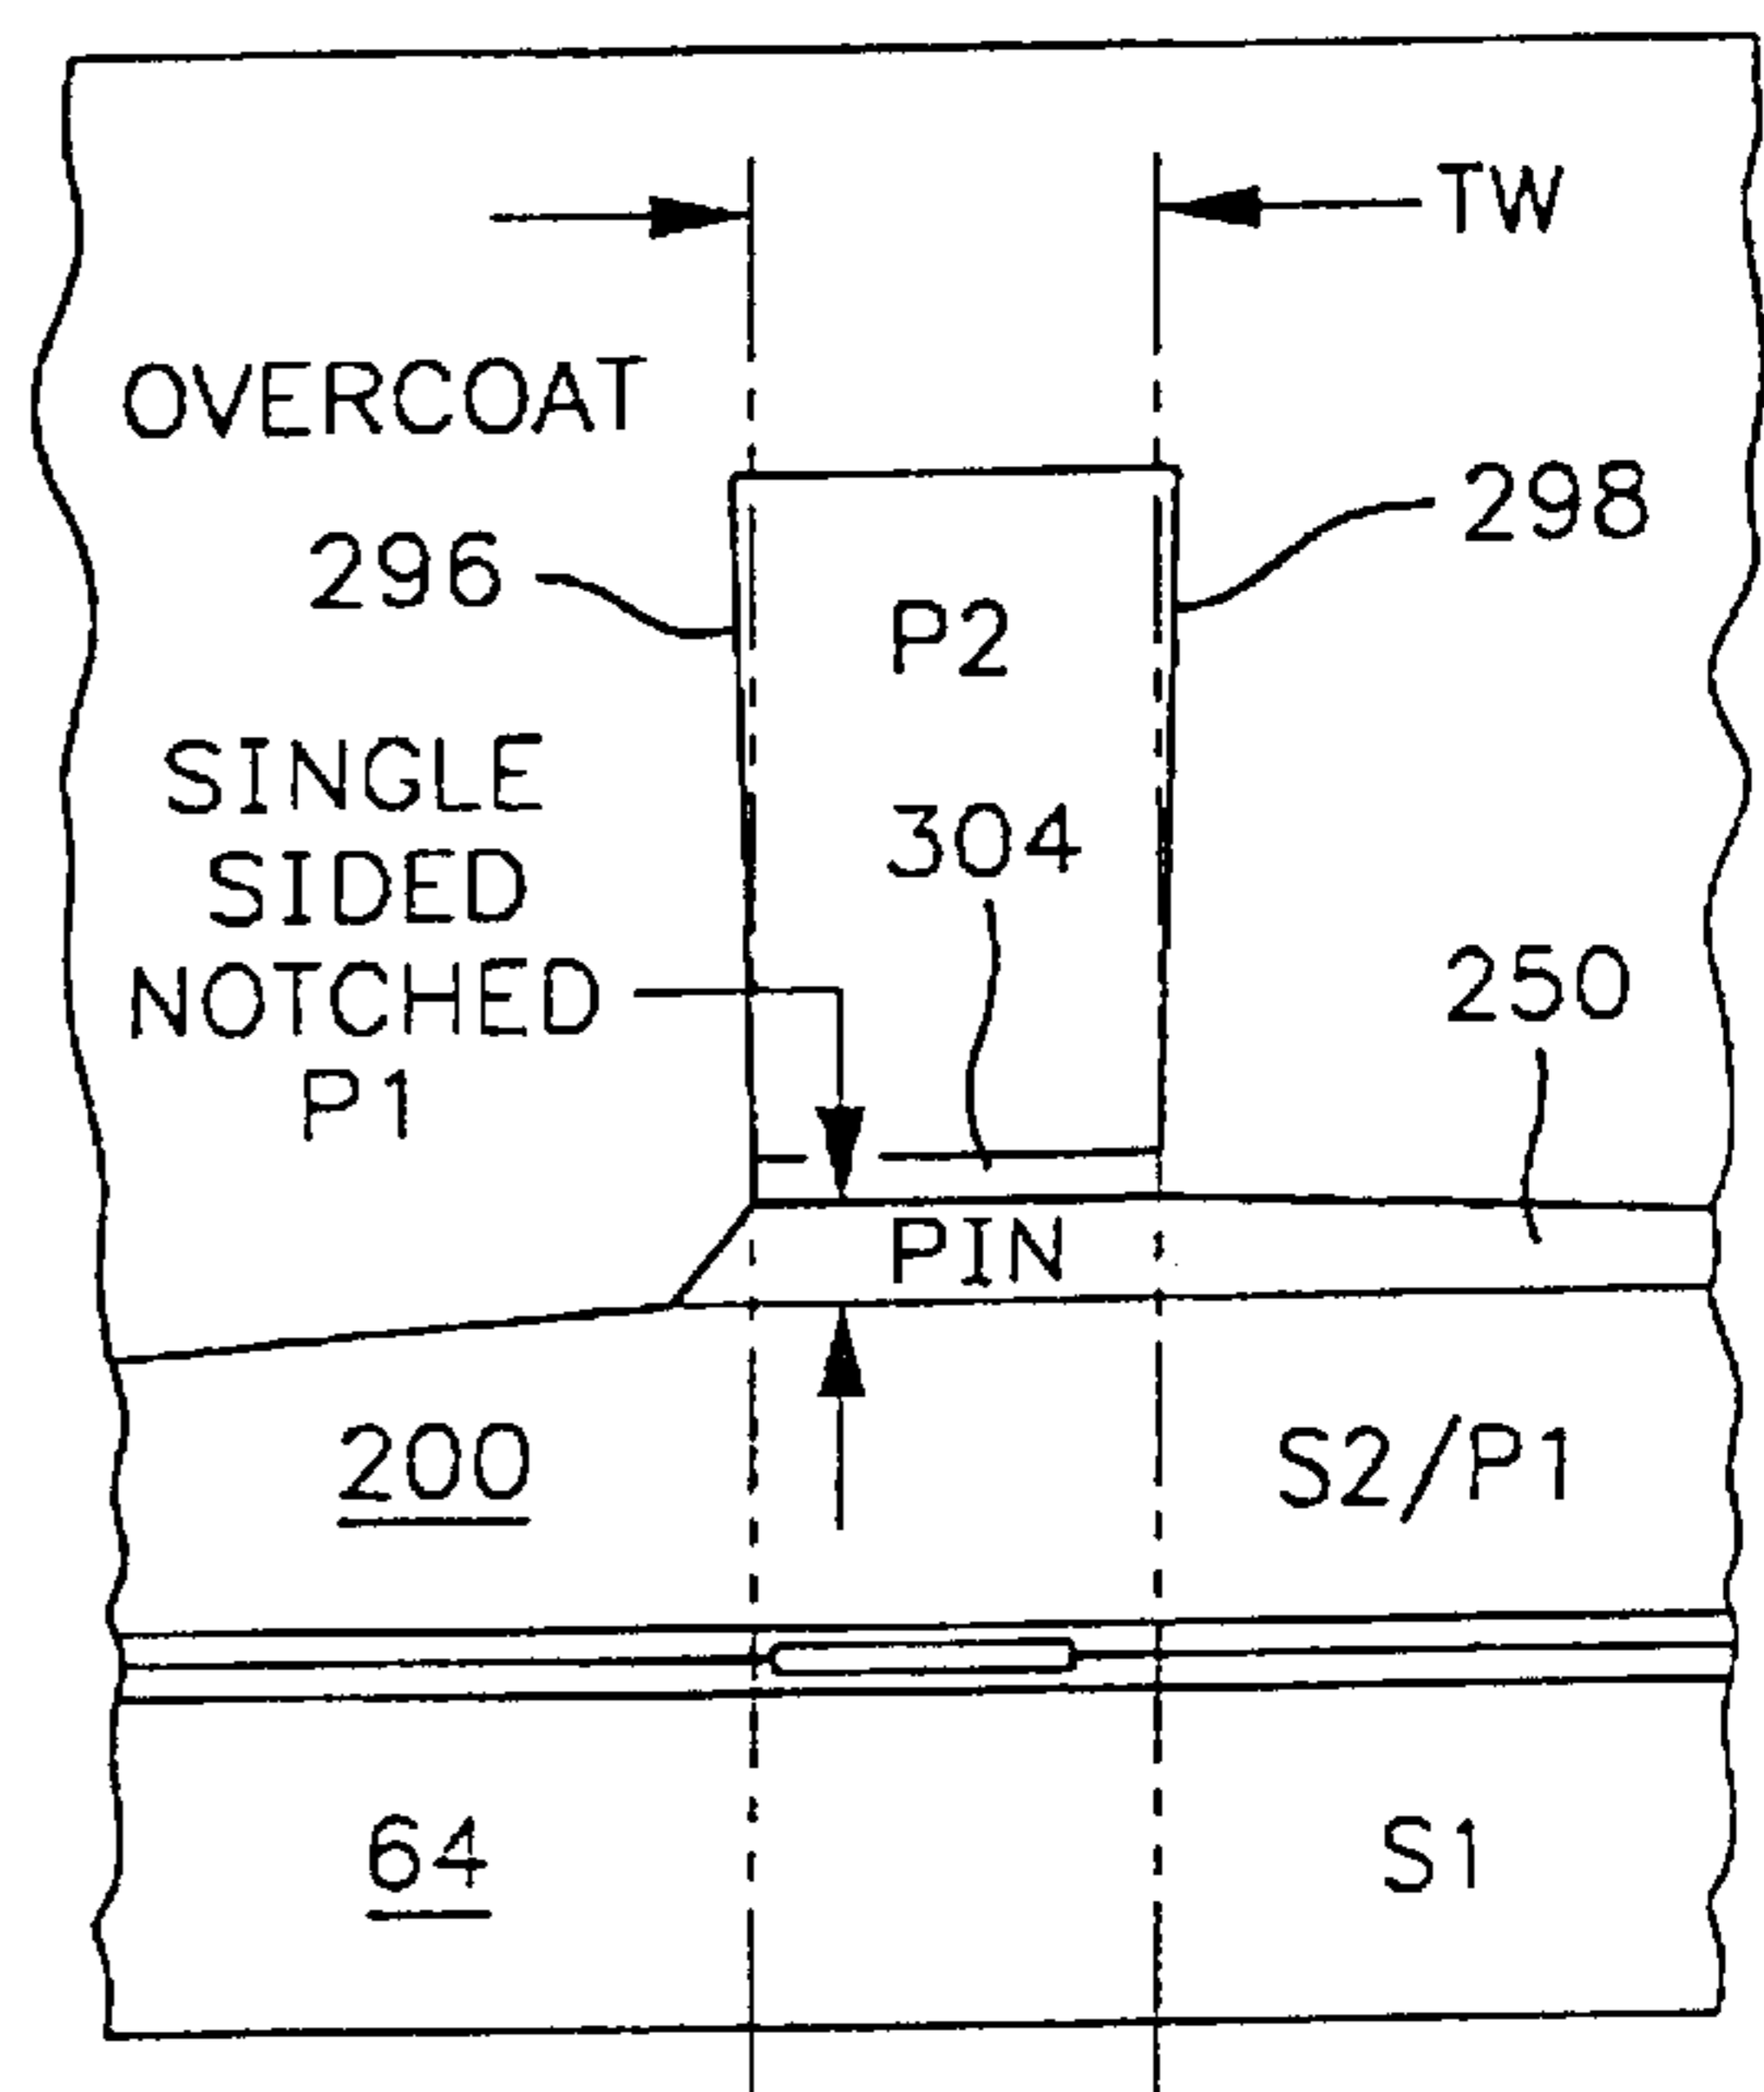 TW
OVERCOAT
298
296
P2
SINGLE
SIDED
NOTCHED
P1
304
250
PIN
200
S2/P1
64
S1